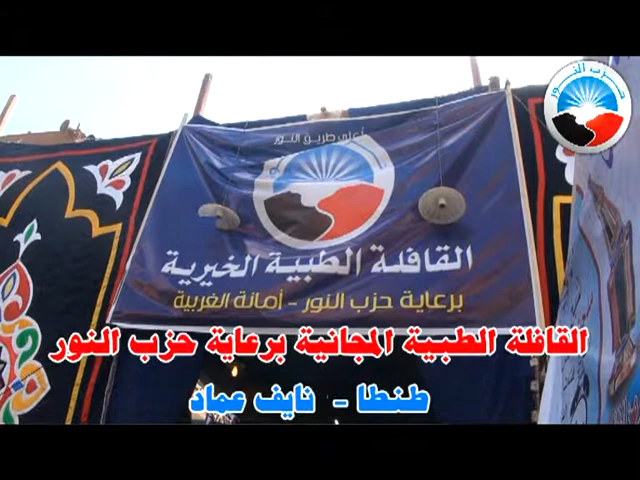 حزب النور
أعلى طريق النور
القافلة الطبية الخيرية
برعاية حزب النور - أمانة الغربية
القافلة الطبية المجانية برعاية حزب النور
طنطا - نايف عماد